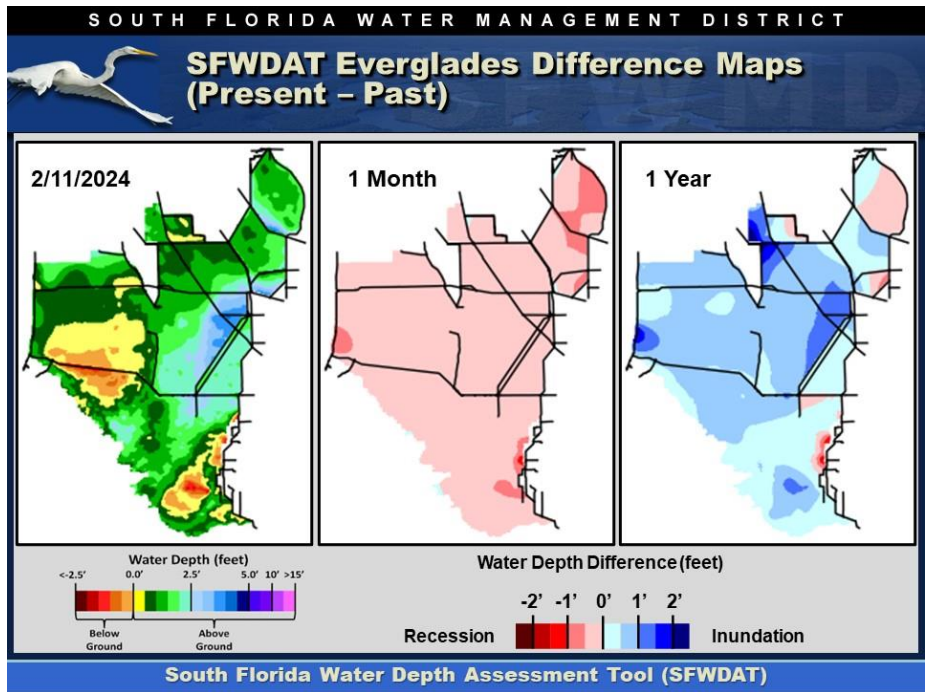 SOUTH FLORIDA WATER MANAGEMENT DISTRICT
SFWDAT Everglades Difference Maps
(Present – Past)
SFWMD
2/11/2024
1 Month
1 Year
Water Depth (feet)
<-2.5' 0.0' 2.5' 5.0' 10' >15'
Below
Ground
Above
Ground
Water Depth Difference (feet)
-2' -1' 0' 1' 2'
Recession
Inundation
South Florida Water Depth Assessment Tool (SFWDAT)